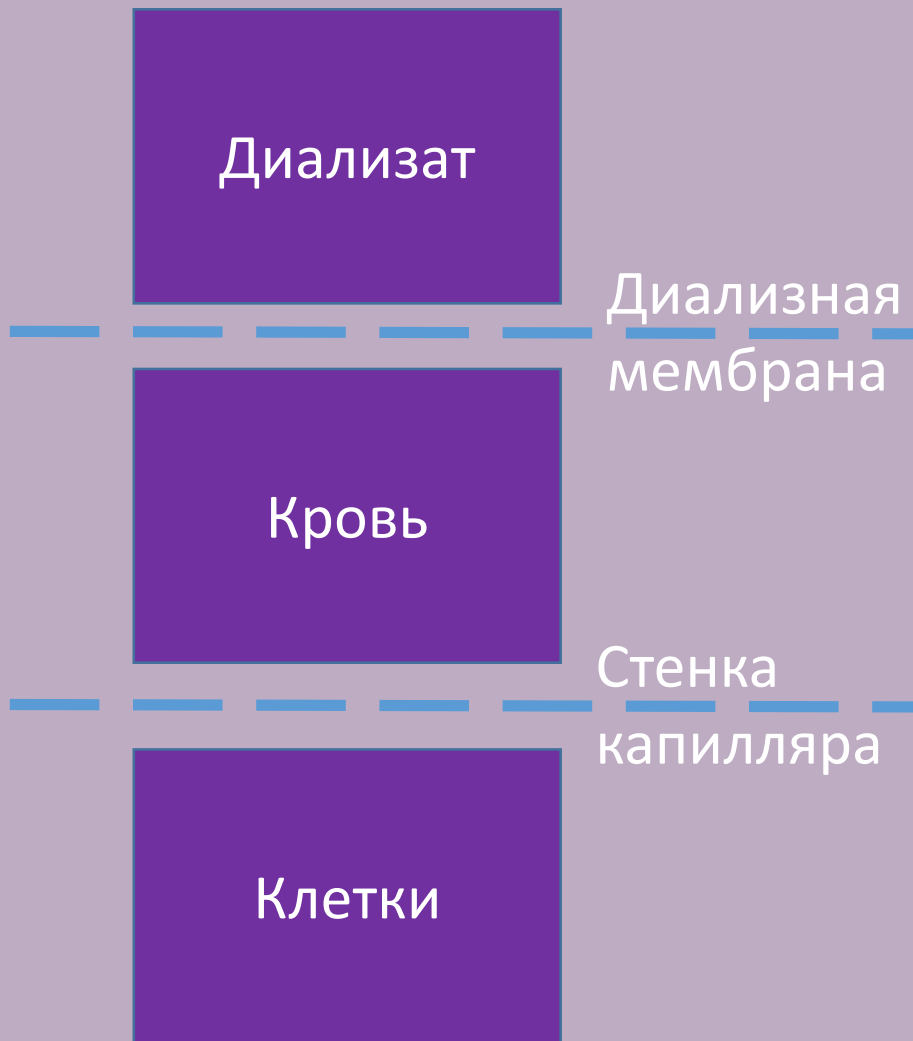 Диализат
Диализная
мембрана
Кровь
Стенка
капилляра
Клетки